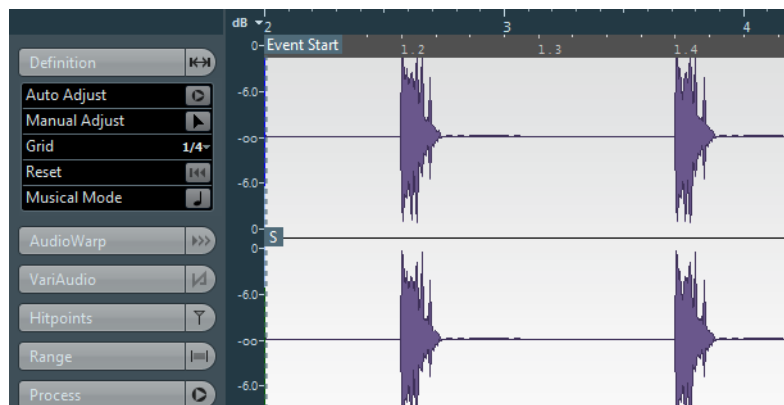 dB 2 3 4
0 Event Start
1.2 1.3 1.4
Definition
Auto Adjust
Manual Adjust
Grid 1/4
Reset
Musical Mode
AudioWarp
VariAudio
Hitpoints
Range
Process
-6.0
-oo
-6.0
0
S
0
-6.0
-oo
-6.0